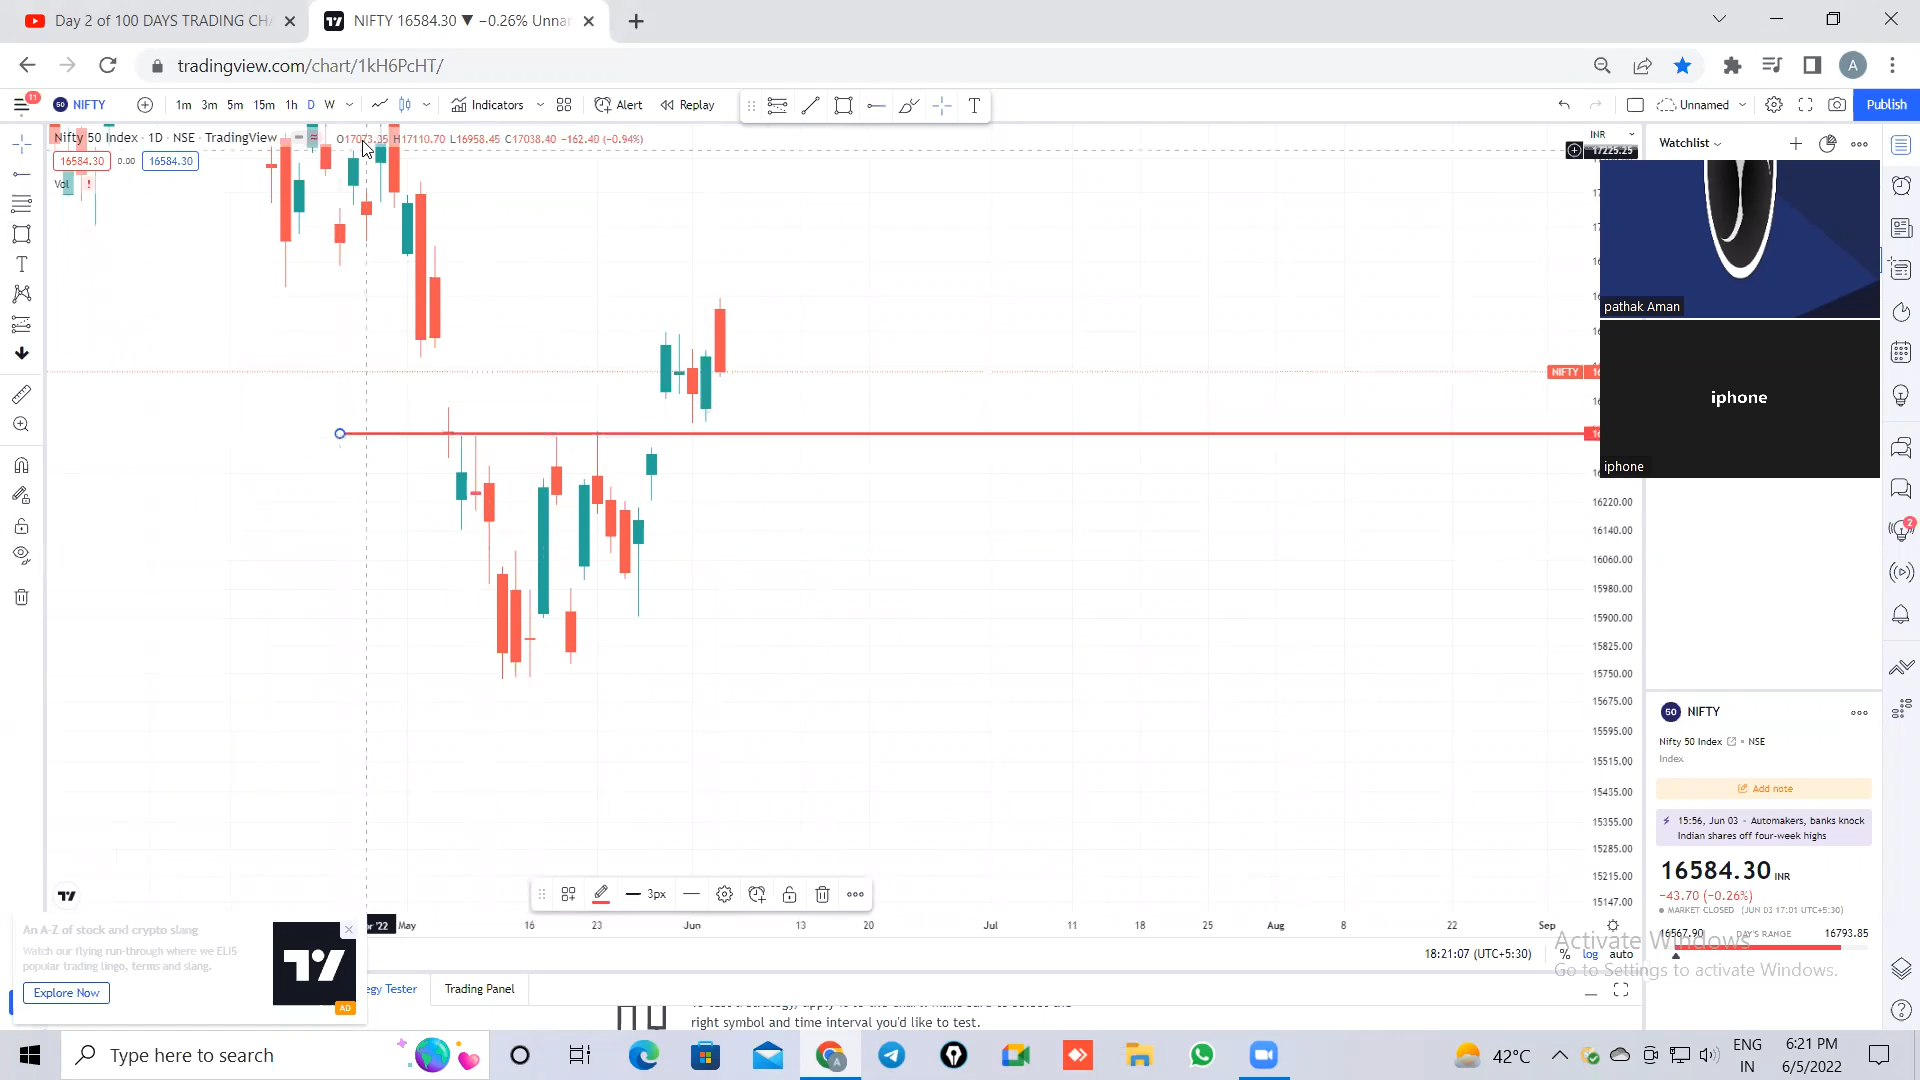 Day 2 of 100 DAYS TRADING CHA
NIFTY 16584.30 ▼ −0.26% Unnar
tradingview.com/chart/1kH6PcHT/
11
50 NIFTY
1m 3m 5m 15m 1h D W
Indicators
Alert
Replay
T
Unnamed
Publish
Nifty 50 Index · 1D · NSE · TradingView
O17073.35 H17110.70 L16958.45 C17038.40 −162.40 (−0.94%)
16584.30 0.00 16584.30
Vol !
INR
17225.25
Watchlist
pathak Aman
iphone
iphone
NIFTY
16220.00
16140.00
16060.00
15980.00
15900.00
15825.00
15750.00
15675.00
15595.00
15515.00
15435.00
15355.00
15285.00
15215.00
15147.00
2
50 NIFTY
Nifty 50 Index • NSE
Index
Add note
15:56, Jun 03 - Automakers, banks knock
Indian shares off four-week highs
16584.30 INR
−43.70 (−0.26%)
MARKET CLOSED (JUN 03 17:01 UTC+5:30)
16567.90 DAY'S RANGE 16793.85
3px
'22 May 16 23 Jun 13 20 Jul 11 18 25 Aug 8 22 Sep
18:21:07 (UTC+5:30) % log auto
Activate Windows
Go to Settings to activate Windows.
An A-Z of stock and crypto slang
Watch our flying run-through where we ELI5
popular trading lingo, terms and slang.
Explore Now
AD
egy Tester
Trading Panel
right symbol and time interval you'd like to test.
Type here to search
42°C
ENG
IN
6:21 PM
6/5/2022